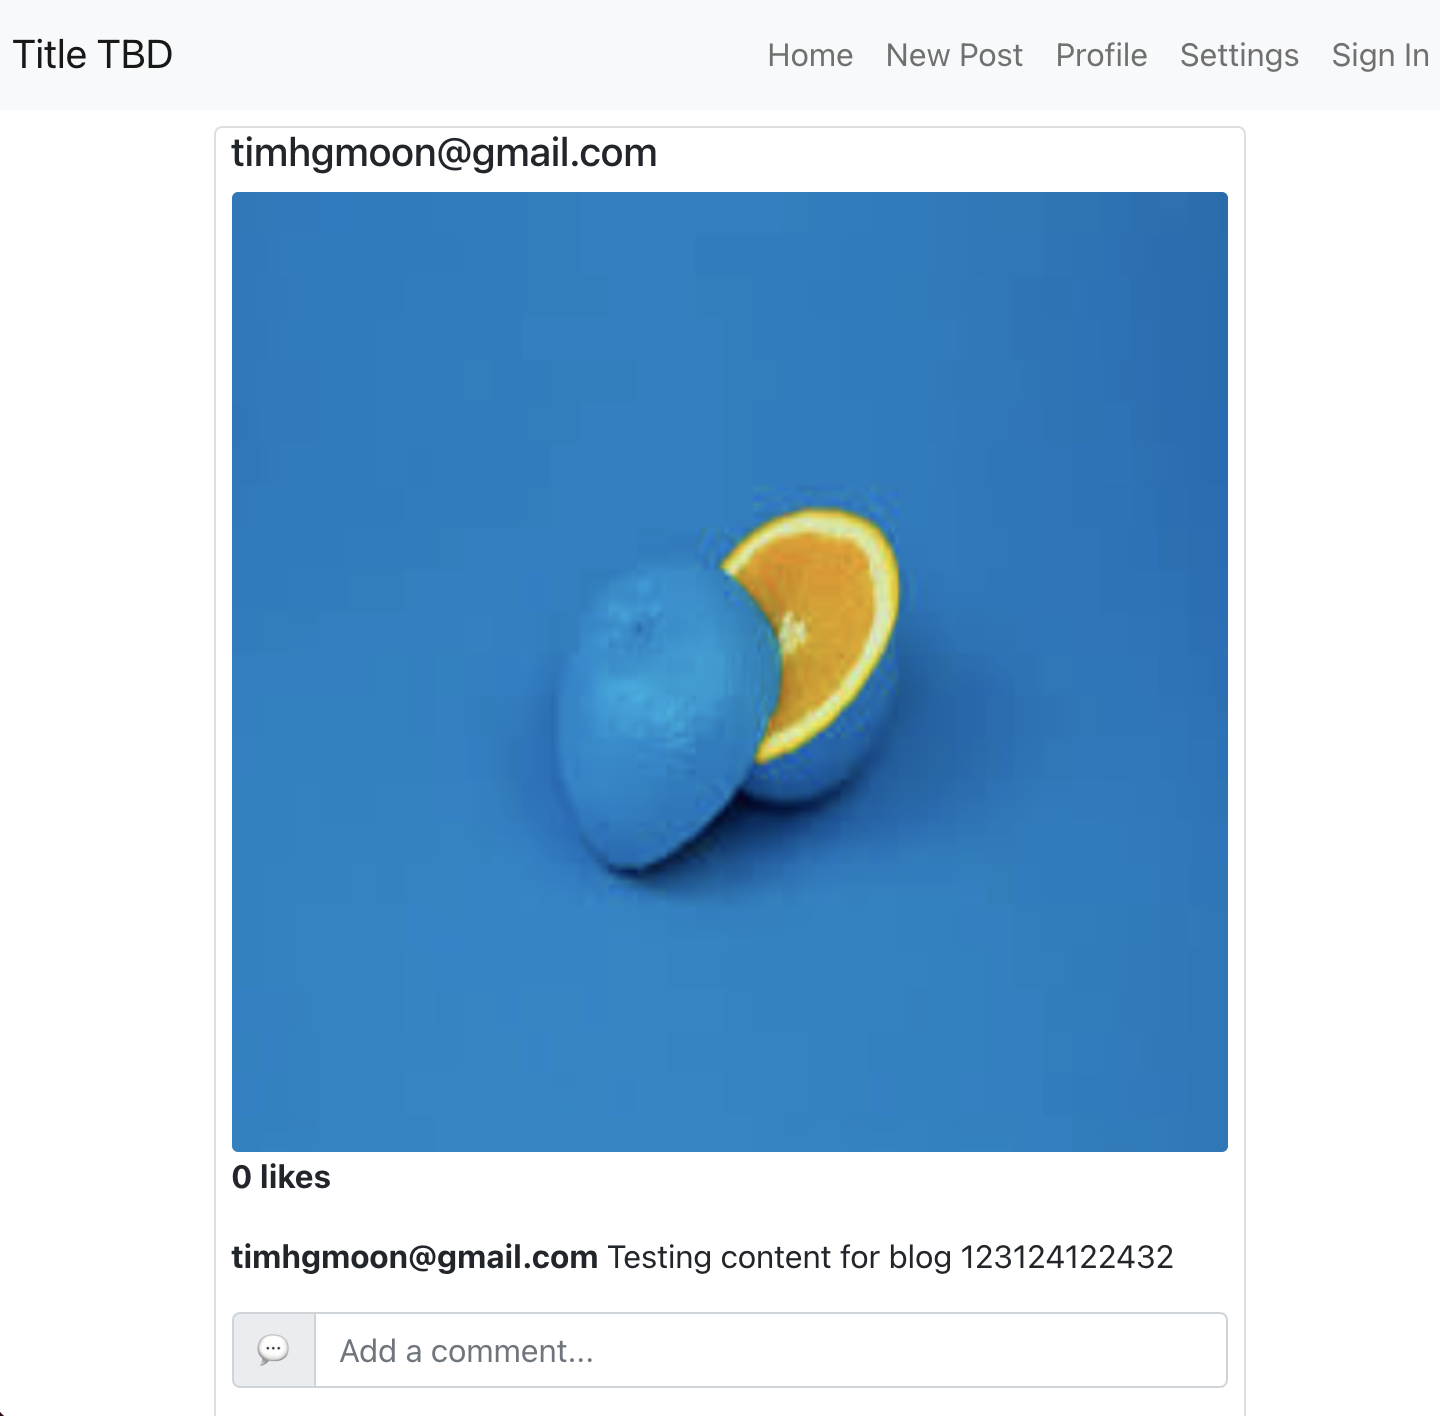 Title TBD Home New Post Profile Settings Sign In
timhgmoon@gmail.com
0 likes
timhgmoon@gmail.com Testing content for blog 123124122432
Add a comment...